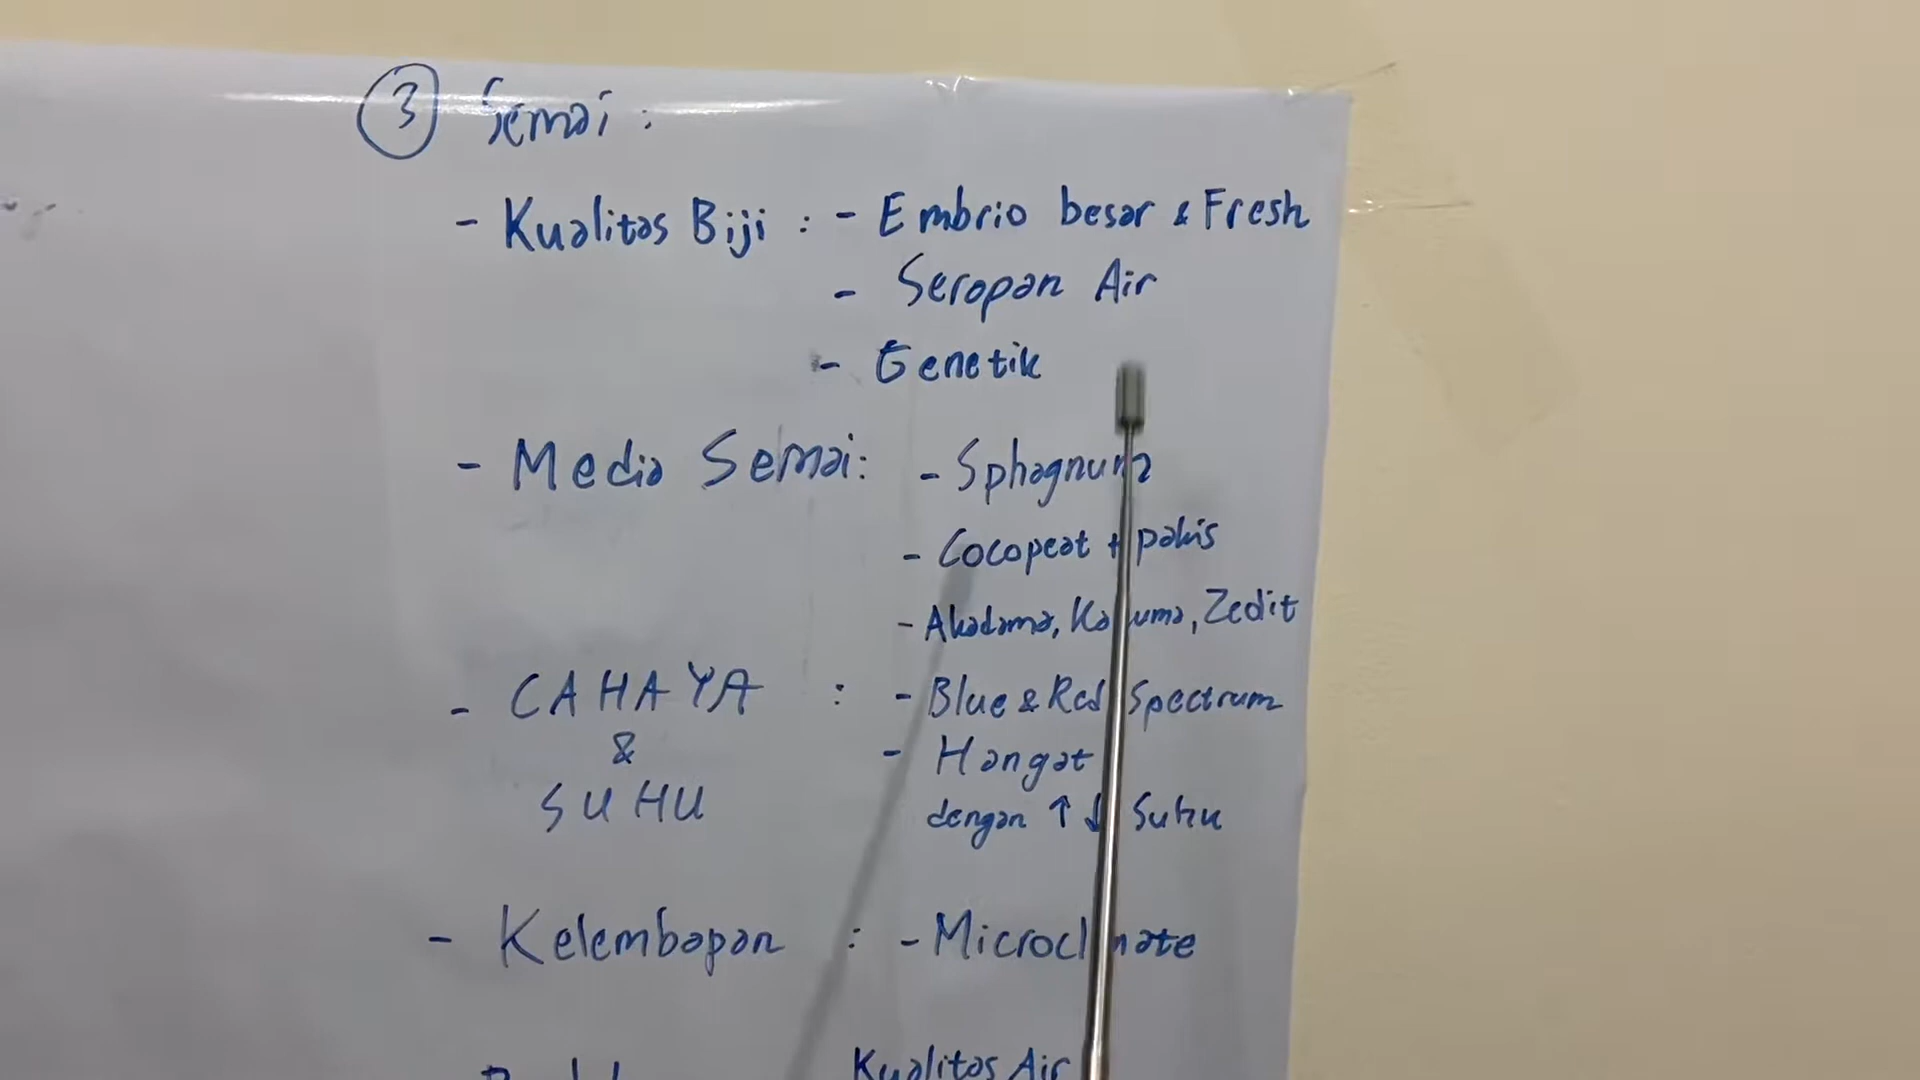 3 Semai :
- Kualitas Biji : - Embrio besar & Fresh
- Serapan Air
- Genetik
- Media Semai: - Sphagnum
- Cocopeat + pakis
- Akadama, Kanuma, Zeolit
- CAHAYA : - Blue & Red Spectrum
&
- Hangat
SUHU
dengan ↑↓ Suhu
- Kelembapan : - Microclimate
Kualitas Air